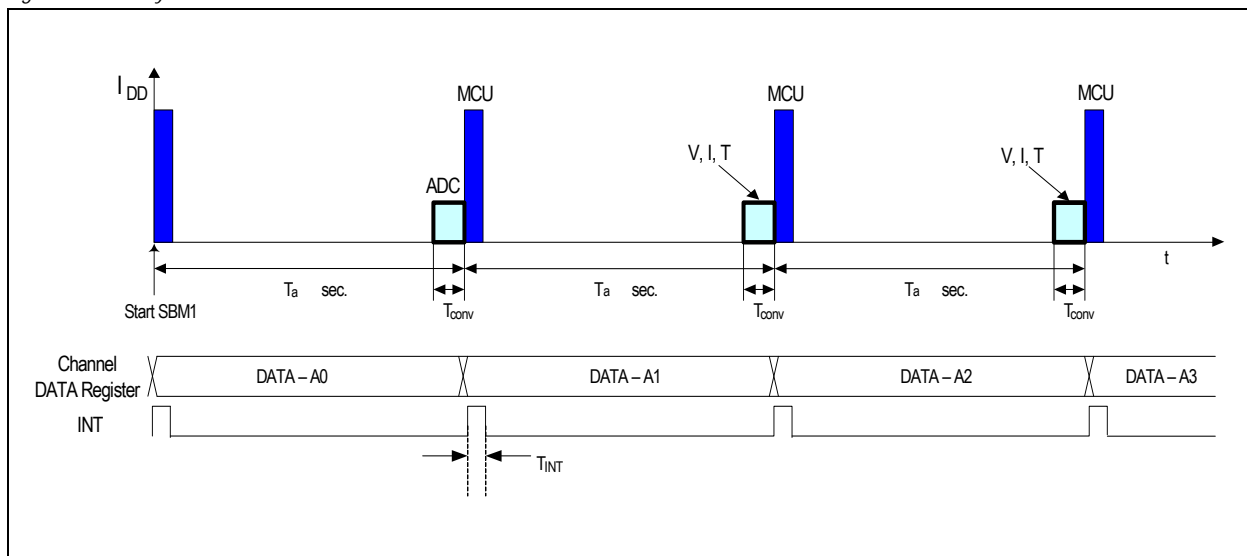 I DD
MCU
MCU
MCU
V, I, T
V, I, T
ADC
t
Ta sec.
Ta sec.
Ta sec.
Start SBM1
Tconv
Tconv
Tconv
Channel
DATA Register
DATA – A0
DATA – A1
DATA – A2
DATA – A3
INT
TINT